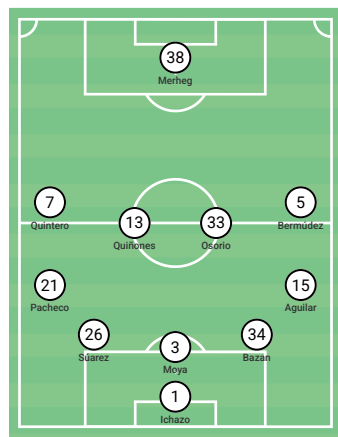 38
Merheg
7
Quintero
13
Quiñones
33
Osorio
5
Bermúdez
21
Pacheco
15
Aguilar
26
Súarez
3
Moya
34
Bazan
1
Ichazo